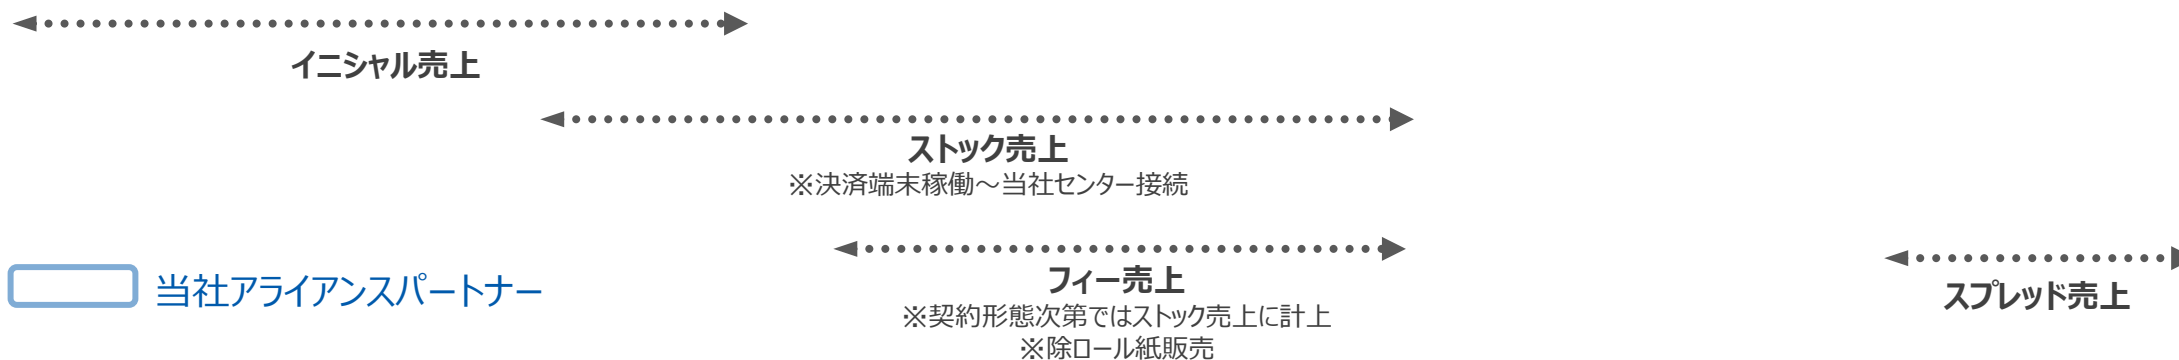 イニシャル売上
ストック売上
※決済端末稼働～当社センター接続
フィー売上
※契約形態次第ではストック売上に計上
※除ロール紙販売
スプレッド売上
当社アライアンスパートナー